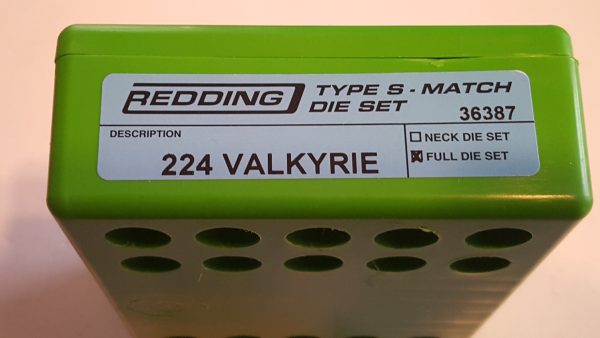 REDDING TYPE S - MATCH
DIE SET
36387
DESCRIPTION
224 VALKYRIE
☐ NECK DIE SET
☒ FULL DIE SET